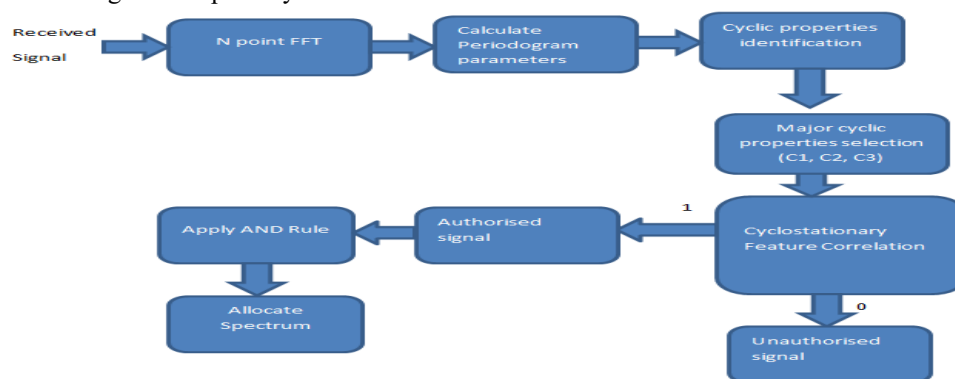 Received
Signal
N point FFT
Calculate
Periodogram
parameters
Cyclic properties
identification
Major cyclic
properties selection
(C1, C2, C3)
Cyclostationary
Feature Correlation
1
Authorised
signal
Apply AND Rule
Allocate
Spectrum
0
Unauthorised
signal